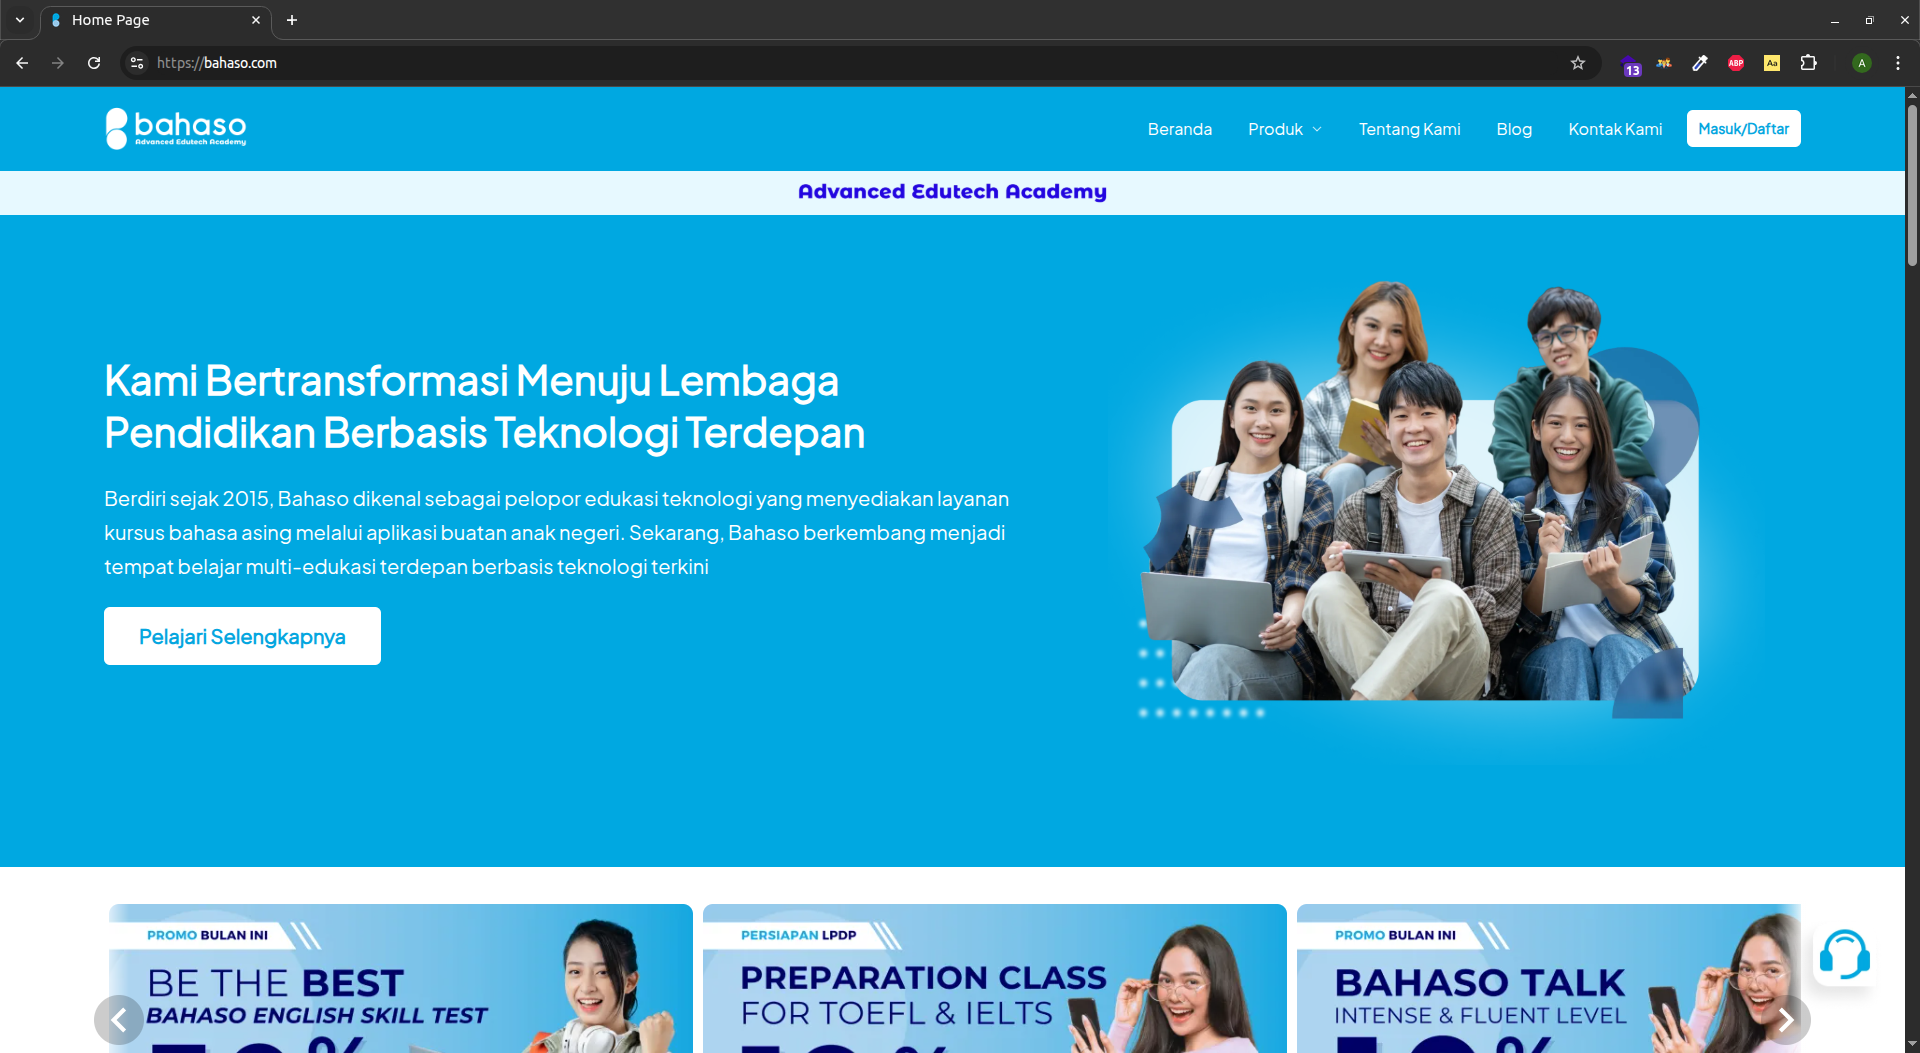 Home Page
https://bahaso.com
13
ABP
Aa
A
bahaso
Advanced Edutech Academy
Beranda
Produk
Tentang Kami
Blog
Kontak Kami
Masuk/Daftar
Advanced Edutech Academy
Kami Bertransformasi Menuju Lembaga
Pendidikan Berbasis Teknologi Terdepan
Berdiri sejak 2015, Bahaso dikenal sebagai pelopor edukasi teknologi yang menyediakan layanan
kursus bahasa asing melalui aplikasi buatan anak negeri. Sekarang, Bahaso berkembang menjadi
tempat belajar multi-edukasi terdepan berbasis teknologi terkini
Pelajari Selengkapnya
PROMO BULAN INI
BE THE BEST
BAHASO ENGLISH SKILL TEST
PERSIAPAN LPDP
PREPARATION CLASS
FOR TOEFL & IELTS
PROMO BULAN INI
BAHASO TALK
INTENSE & FLUENT LEVEL